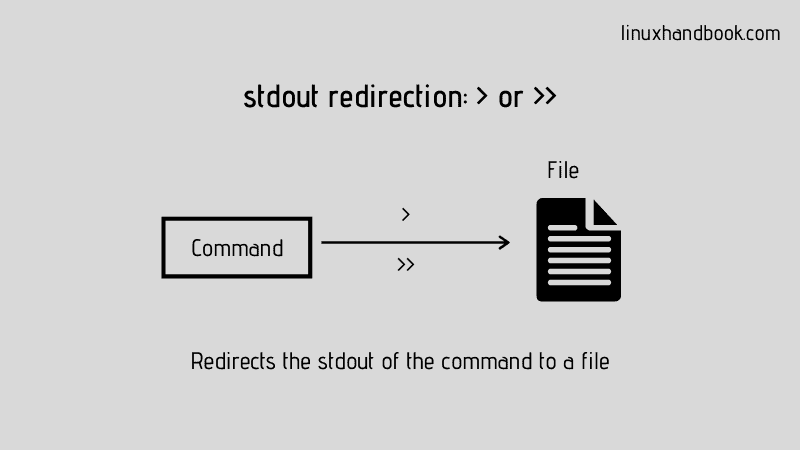 linuxhandbook.com
stdout redirection: > or >>
File
>
Command
>>
Redirects the stdout of the command to a file